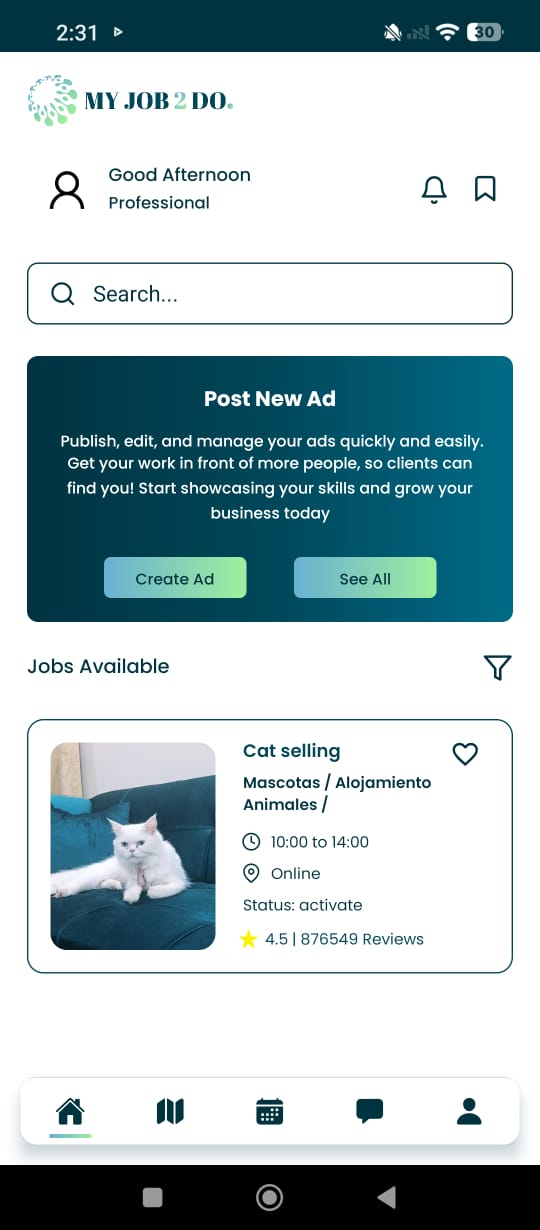 2:31
30
MY JOB 2 DO.
Good Afternoon
Professional
Search...
Post New Ad
Publish, edit, and manage your ads quickly and easily.
Get your work in front of more people, so clients can
find you! Start showcasing your skills and grow your
business today
Create Ad
See All
Jobs Available
Cat selling
Mascotas / Alojamiento
Animales /
10:00 to 14:00
Online
Status: activate
4.5 | 876549 Reviews